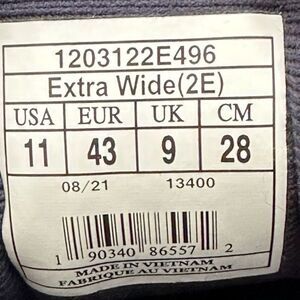 1203122E496
Extra Wide(2E)
USA EUR UK CM
11 43 9 28
08/21 13400
1 90340 86557 2
MADE IN VIETNAM
FABRIQUE AU VIETNAM